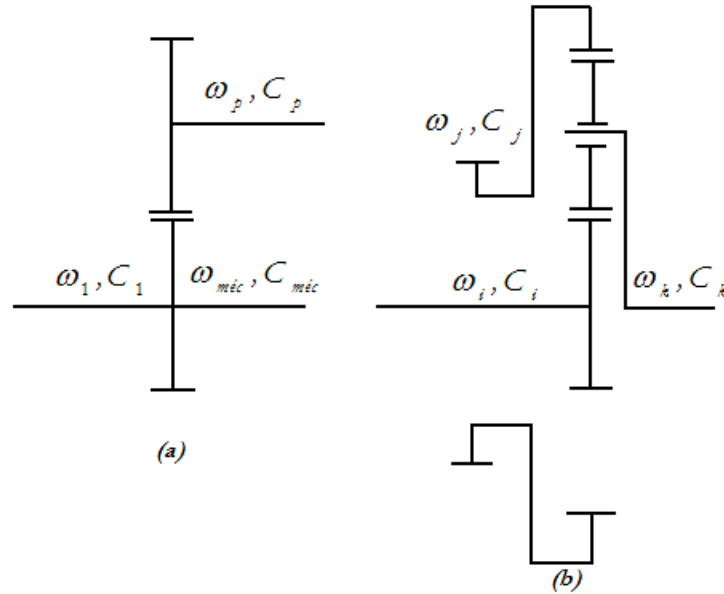 ω_p, C_p
ω_1, C_1
ω_méc, C_méc
(a)
ω_j, C_j
ω_i, C_i
ω_k, C_k
(b)